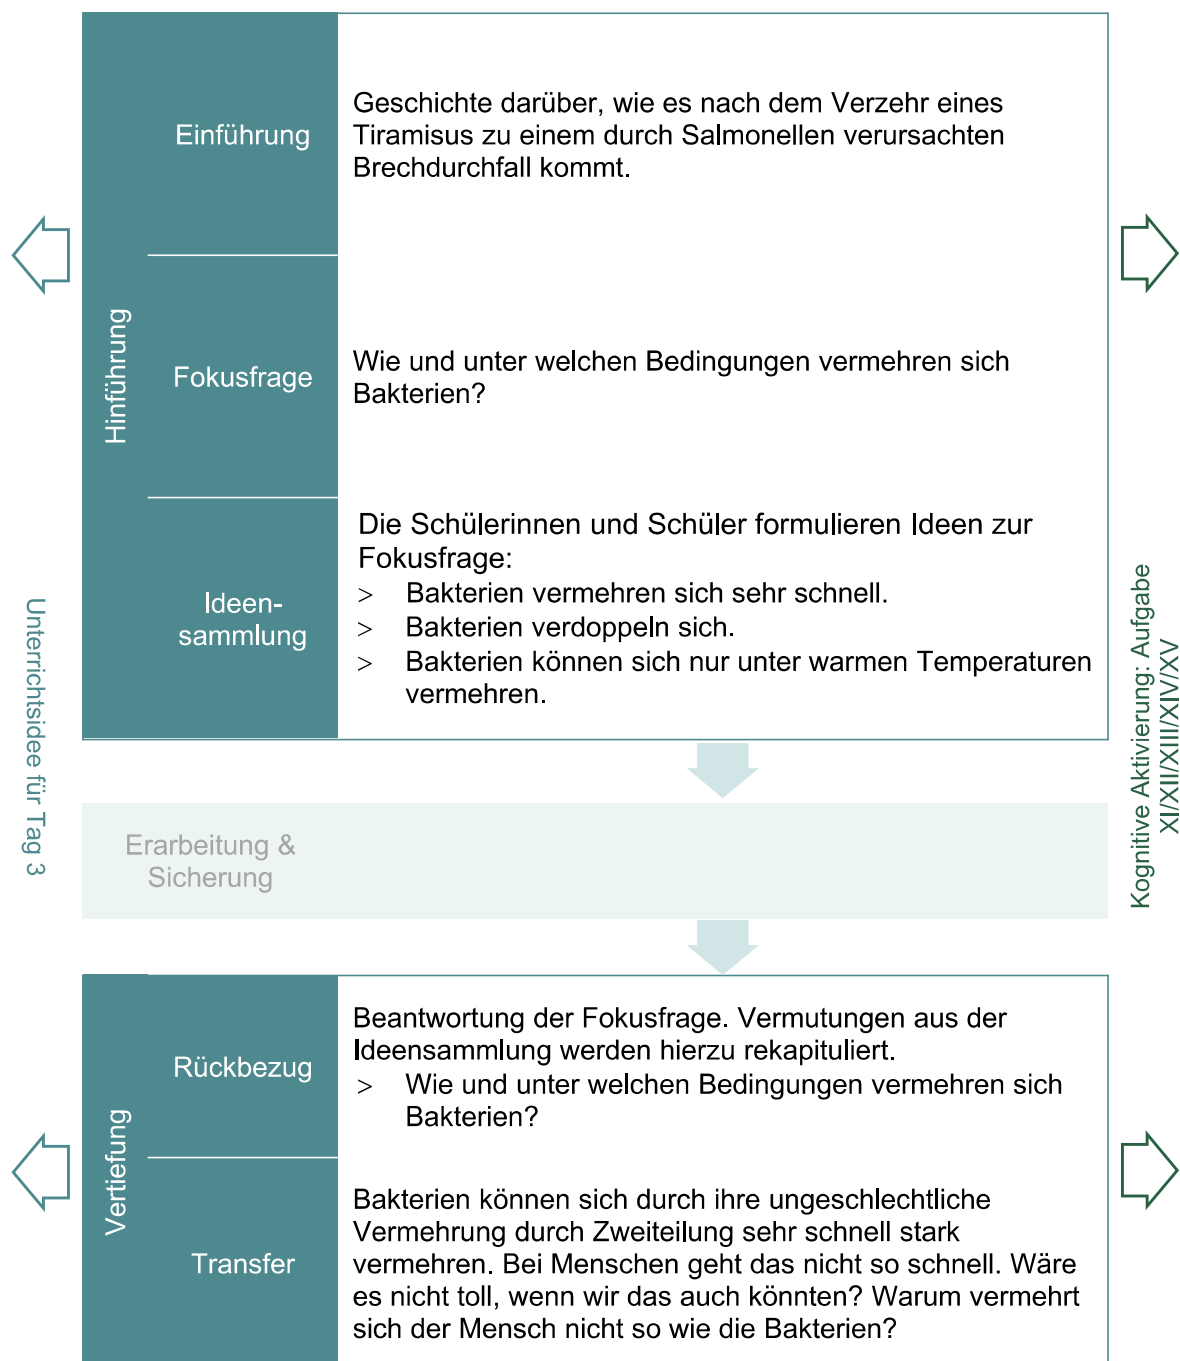 Hinführung
Einführung
Geschichte darüber, wie es nach dem Verzehr eines
Tiramisus zu einem durch Salmonellen verursachten
Brechdurchfall kommt.
Fokusfrage
Wie und unter welchen Bedingungen vermehren sich
Bakterien?
Ideen-
sammlung
Die Schülerinnen und Schüler formulieren Ideen zur
Fokusfrage:
> Bakterien vermehren sich sehr schnell.
> Bakterien verdoppeln sich.
> Bakterien können sich nur unter warmen Temperaturen
vermehren.
Unterrichtsidee für Tag 3
Kognitive Aktivierung: Aufgabe
XI/XII/XIII/XIV/XV
Erarbeitung &
Sicherung
Vertiefung
Rückbezug
Beantwortung der Fokusfrage. Vermutungen aus der
Ideensammlung werden hierzu rekapituliert.
> Wie und unter welchen Bedingungen vermehren sich
Bakterien?
Transfer
Bakterien können sich durch ihre ungeschlechtliche
Vermehrung durch Zweiteilung sehr schnell stark
vermehren. Bei Menschen geht das nicht so schnell. Wäre
es nicht toll, wenn wir das auch könnten? Warum vermehrt
sich der Mensch nicht so wie die Bakterien?